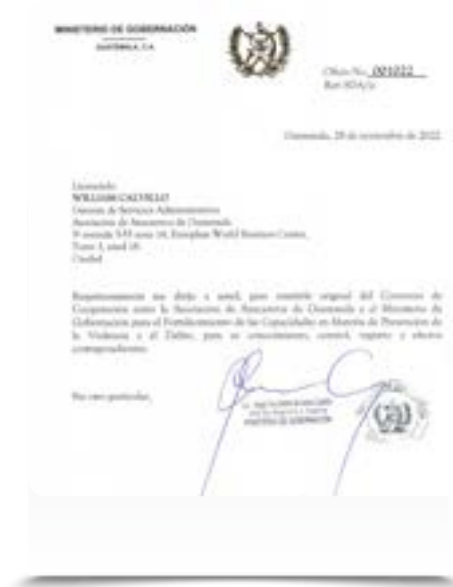 MINISTERIO DE GOBERNACIÓN
GUATEMALA, C.A.
Oficio No. 001022
Guatemala, 28 de noviembre de 2022.
Licenciado
WILLIAM CALVILLO
Gerente de Servicios Administrativos
Asociación de Azucareros de Guatemala
5ª avenida 5-55 zona 14, Europlaza World Business Center,
Torre 3, nivel 18
Ciudad
Respetuosamente me dirijo a usted, para remitirle original del Convenio de
Cooperación entre la Asociación de Azucareros de Guatemala y el Ministerio de
Gobernación para el Fortalecimiento de las Capacidades en Materia de Prevención de
la Violencia y el Delito, para su conocimiento, control, registro y efectos
correspondientes.
Sin otro particular,
MINISTERIO DE GOBERNACIÓN